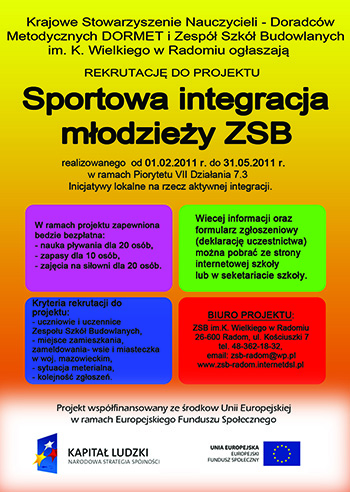 Krajowe Stowarzyszenie Nauczycieli - Doradców
Metodycznych DORMET i Zespół Szkół Budowlanych
im. K. Wielkiego w Radomiu ogłaszają
REKRUTACJĘ DO PROJEKTU
Sportowa integracja
młodzieży ZSB
realizowanego od 01.02.2011 r. do 31.05.2011 r.
w ramach Piorytetu VII Działania 7.3
Inicjatywy lokalne na rzecz aktywnej integracji.
W ramach projektu zapewniona
bedzie bezpłatna:
- nauka pływania dla 20 osób,
- zapasy dla 10 osób,
- zajęcia na siłowni dla 20 osób.
Wiecej informacji oraz
formularz zgłoszeniowy
(deklarację uczestnictwa)
można pobrać ze strony
internetowej szkoły
lub w seketariacie szkoły.
Kryteria rekrutacji do
projektu:
- uczniowie i uczennice
Zespołu Szkół Budowlanych,
- miejsce zamieszkania,
zameldowania- wsie i miasteczka
w woj. mazowieckim,
- sytuacja meterialna,
- kolejność zgłoszeń.
BIURO PROJEKTU:
ZSB im.K. Wielkiego w Radomiu
26-600 Radom, ul. Kościuszki 7
tel. 48-362-16-32,
email: zsb-radom@wp.pl
www.zsb-radom.internetdsl.pl
Projekt współfinansowany ze środkow Unii Europejskiej
w ramach Europejskiego Funduszu Społecznego
KAPITAŁ LUDZKI
NARODOWA STRATEGIA SPÓJNOŚCI
UNIA EUROPEJSKA
EUROPEJSKI
FUNDUSZ SPOŁECZNY